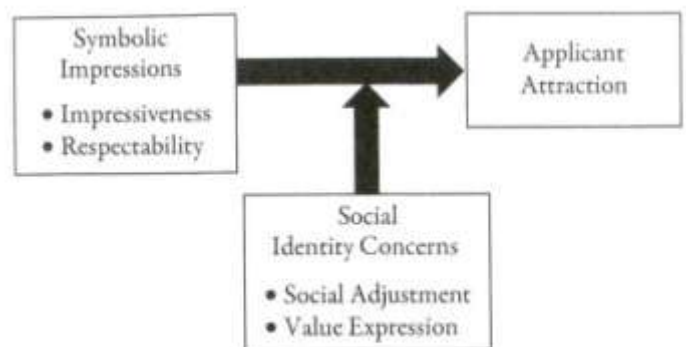 Symbolic
Impressions
• Impressiveness
• Respectability
Applicant
Attraction
Social
Identity Concerns
• Social Adjustment
• Value Expression